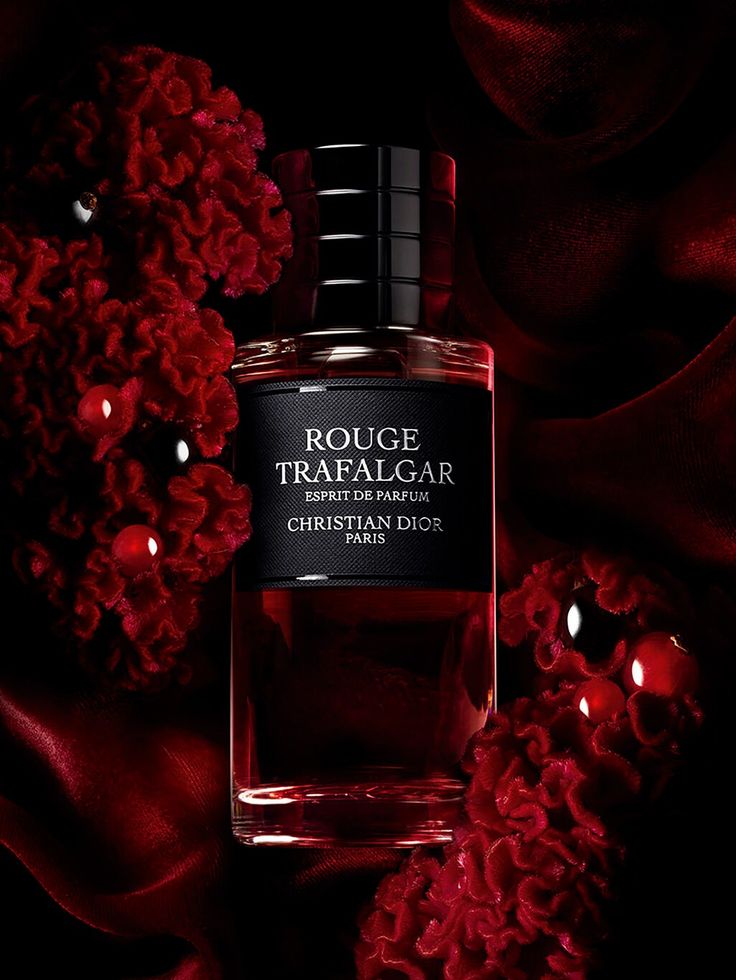 ROUGE
TRAFALGAR
ESPRIT DE PARFUM
CHRISTIAN DIOR
PARIS